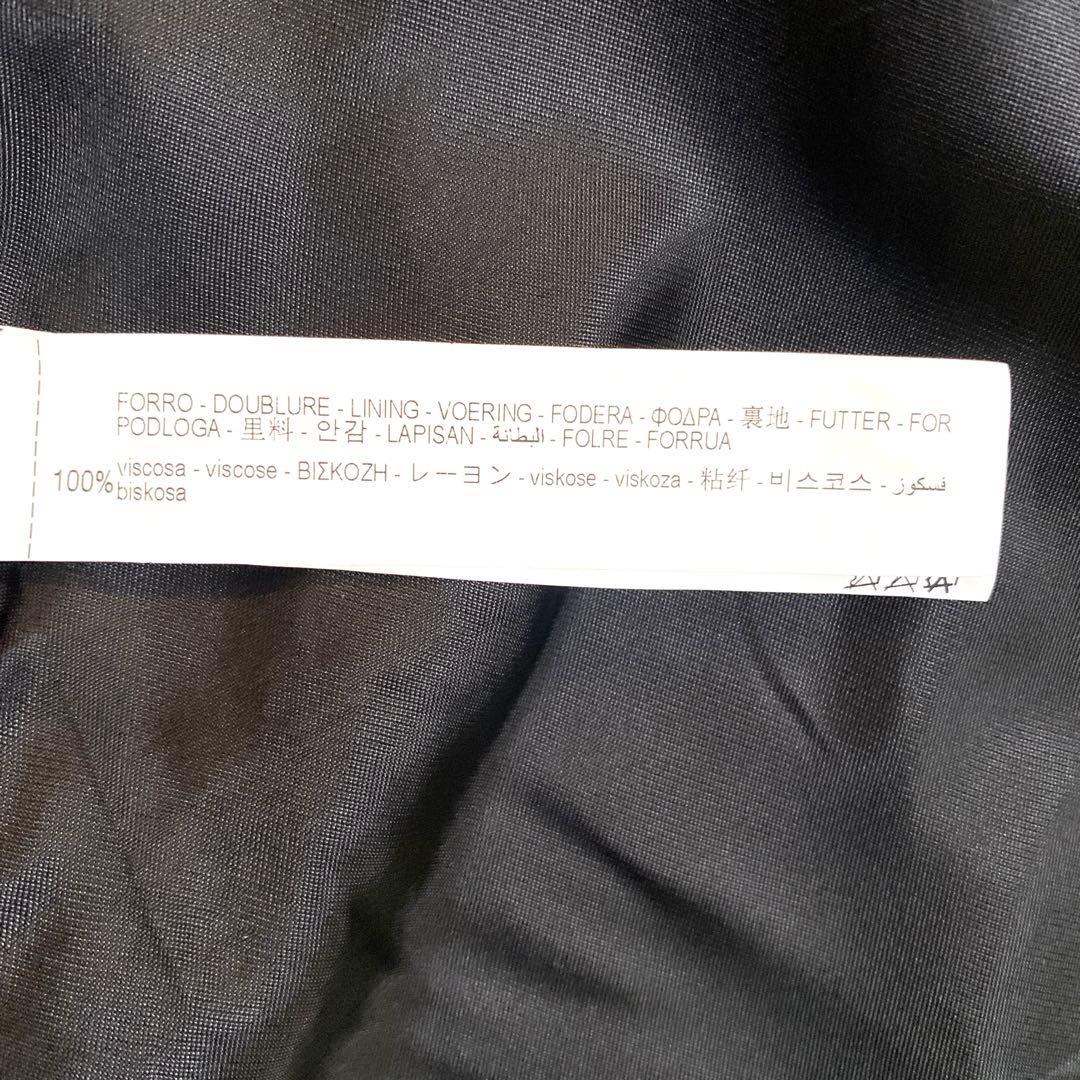 FORRO - DOUBLURE - LINING - VOERING - FODERA - ΦΟΔΡΑ - 裏地 - FUTTER - FOR
PODLOGA - 里料 - 안감 - LAPISAN - البطانة - FOLRE - FORRUA
100% viscosa - viscose - ΒΙΣΚΟΖΗ - レーヨン - viskose - viskoza - 粘纤 - 비스코스 - فسكوز
biskosa